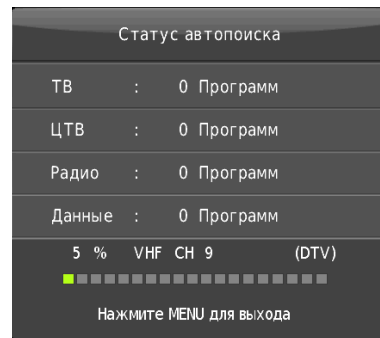 Статус автопоиска
ТВ : 0 Программ
ЦТВ : 0 Программ
Радио : 0 Программ
Данные : 0 Программ
5 % VHF CH 9 (DTV)
Нажмите MENU для выхода